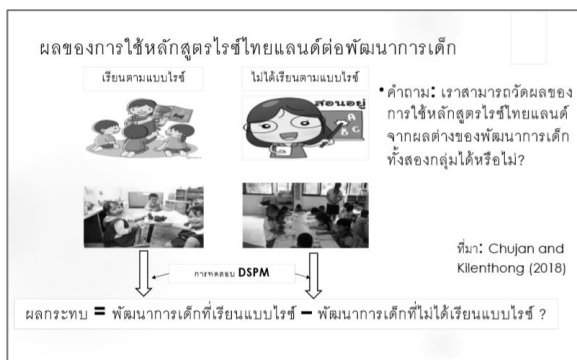 ผลของการใช้หลักสูตรไรซ์ไทยแลนด์ต่อพัฒนาการเด็ก
เรียนตามแบบไรซ์
ไม่ได้เรียนตามแบบไรซ์
สอนอยู่
A
B C
• คำถาม: เราสามารถวัดผลของ
การใช้หลักสูตรไรซ์ไทยแลนด์
จากผลต่างของพัฒนาการเด็ก
ทั้งสองกลุ่มได้หรือไม่?
ที่มา: Chujan and
Kilenthong (2018)
การทดสอบ DSPM
ผลกระทบ = พัฒนาการเด็กที่เรียนแบบไรซ์ – พัฒนาการเด็กที่ไม่ได้เรียนแบบไรซ์ ?